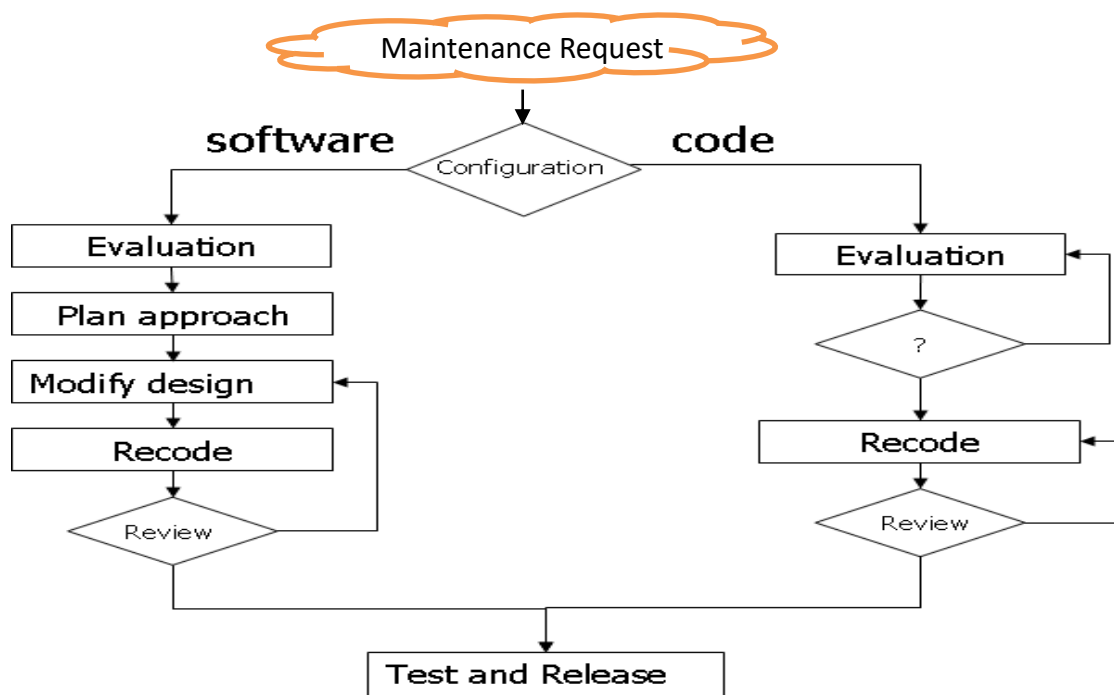 Maintenance Request
software
code
Configuration
Evaluation
Plan approach
Modify design
Recode
Review
Evaluation
?
Recode
Review
Test and Release